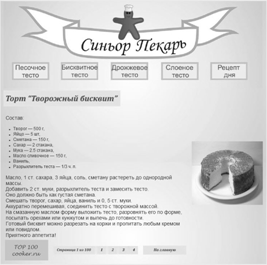 Синьор Пекарь
Песочное тесто
Бисквитное тесто
Дрожжевое тесто
Слоеное тесто
Рецепт дня
Торт "Творожный бисквит"
Состав:
Творог — 500 г.
Яйца — 5 шт.
Сметана — 100 г.
Сахар — 2 стакана.
Мука — 2.5 стакана.
Масло сливочное — 100 г.
Ваниль.
Разрыхлитель теста — 1/3 ч. л.
Масло, 1 ст. сахара, 3 яйца, соль, сметану растереть до однородной
массы.
Добавить 2 ст. муки, разрыхлитель теста и замесить тесто.
Оно должно быть как густая сметана.
Смешать творог, сахар, яйца, ваниль и 0. 5 ст. муки.
Аккуратно перемешивая, соединить тесто с творожной массой.
На смазанную маслом форму выложить тесто, разровнять его по форме,
посыпать орехами или кунжутом и выпечь до готовности.
Готовый бисквит можно разрезать на коржи и пропитать любым кремом
или повидлом.
Приятного аппетита!
TOP 100
cooker.ru
Страница 1 из 100 1 2 3 4 На главную